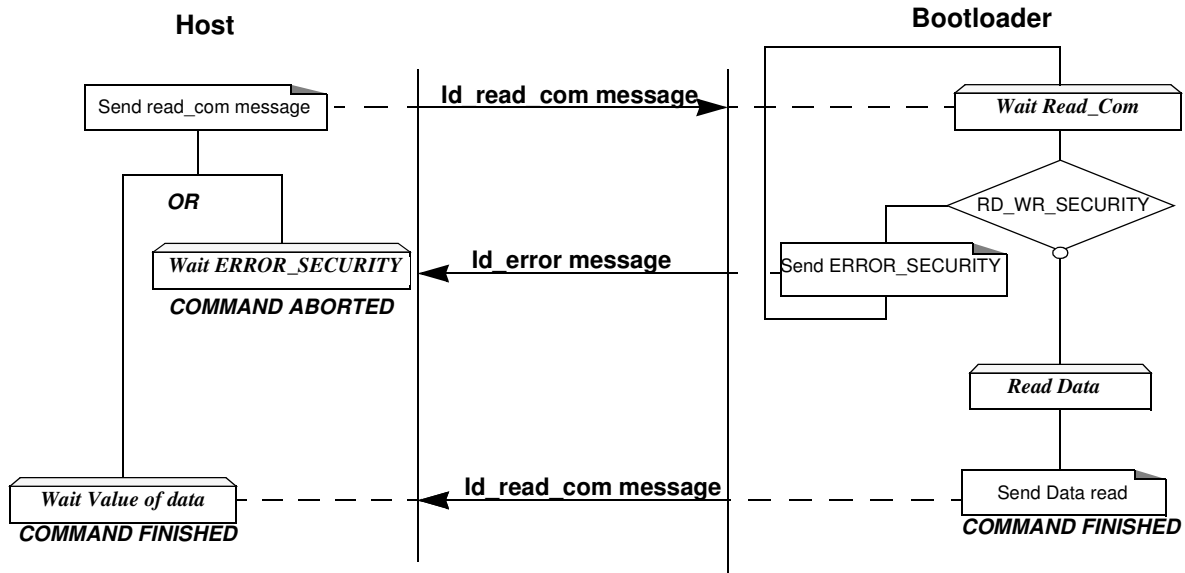 Host
Bootloader
Send read_com message
Id_read_com message
Wait Read_Com
OR
RD_WR_SECURITY
Wait ERROR_SECURITY
Id_error message
Send ERROR_SECURITY
COMMAND ABORTED
Read Data
Wait Value of data
Id_read_com message
Send Data read
COMMAND FINISHED
COMMAND FINISHED